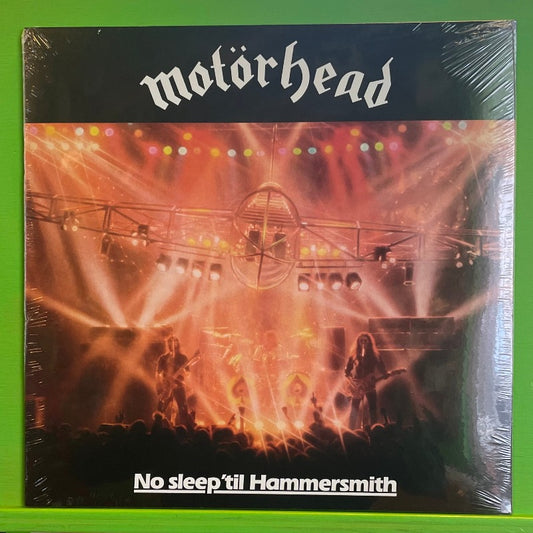 motörhead
No sleep 'til Hammersmith